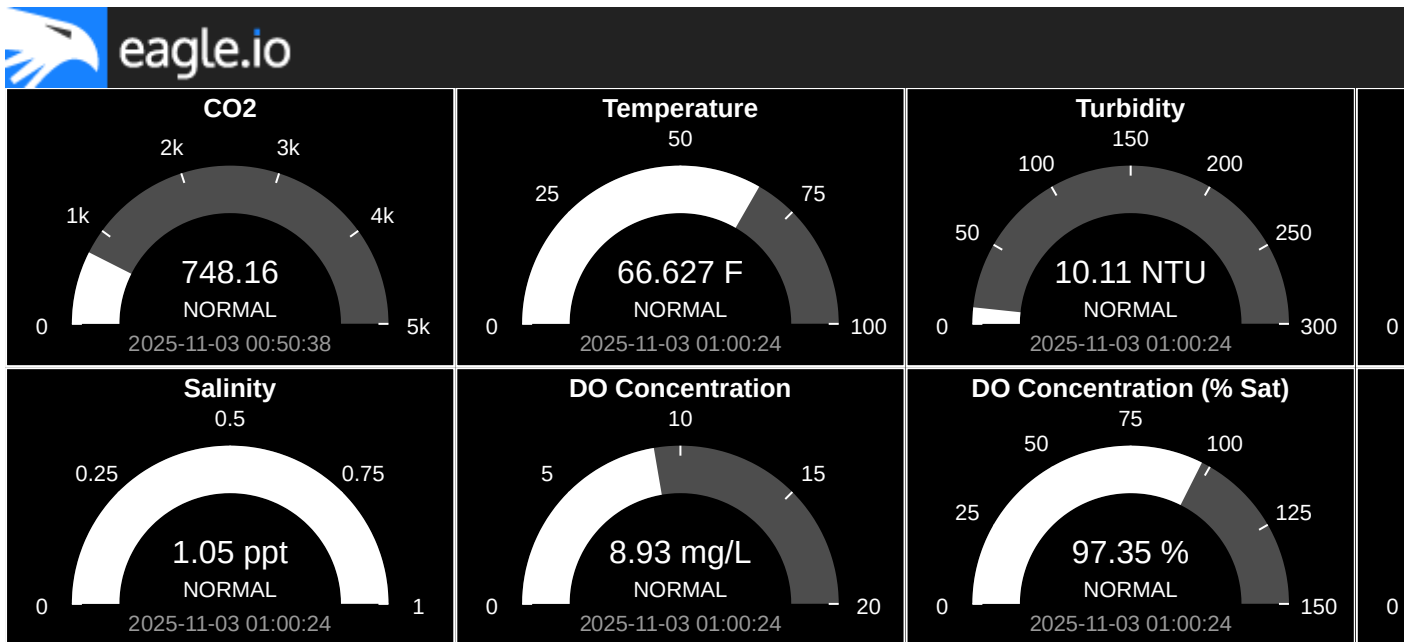 eagle.io
CO2
0
1k
2k
3k
4k
5k
748.16
NORMAL
2025-11-03 00:50:38
Temperature
0
25
50
75
100
66.627 F
NORMAL
2025-11-03 01:00:24
Turbidity
0
50
100
150
200
250
300
10.11 NTU
NORMAL
2025-11-03 01:00:24
0
Salinity
0
0.25
0.5
0.75
1
1.05 ppt
NORMAL
2025-11-03 01:00:24
DO Concentration
0
5
10
15
20
8.93 mg/L
NORMAL
2025-11-03 01:00:24
DO Concentration (% Sat)
0
25
50
75
100
125
150
97.35 %
NORMAL
2025-11-03 01:00:24
0